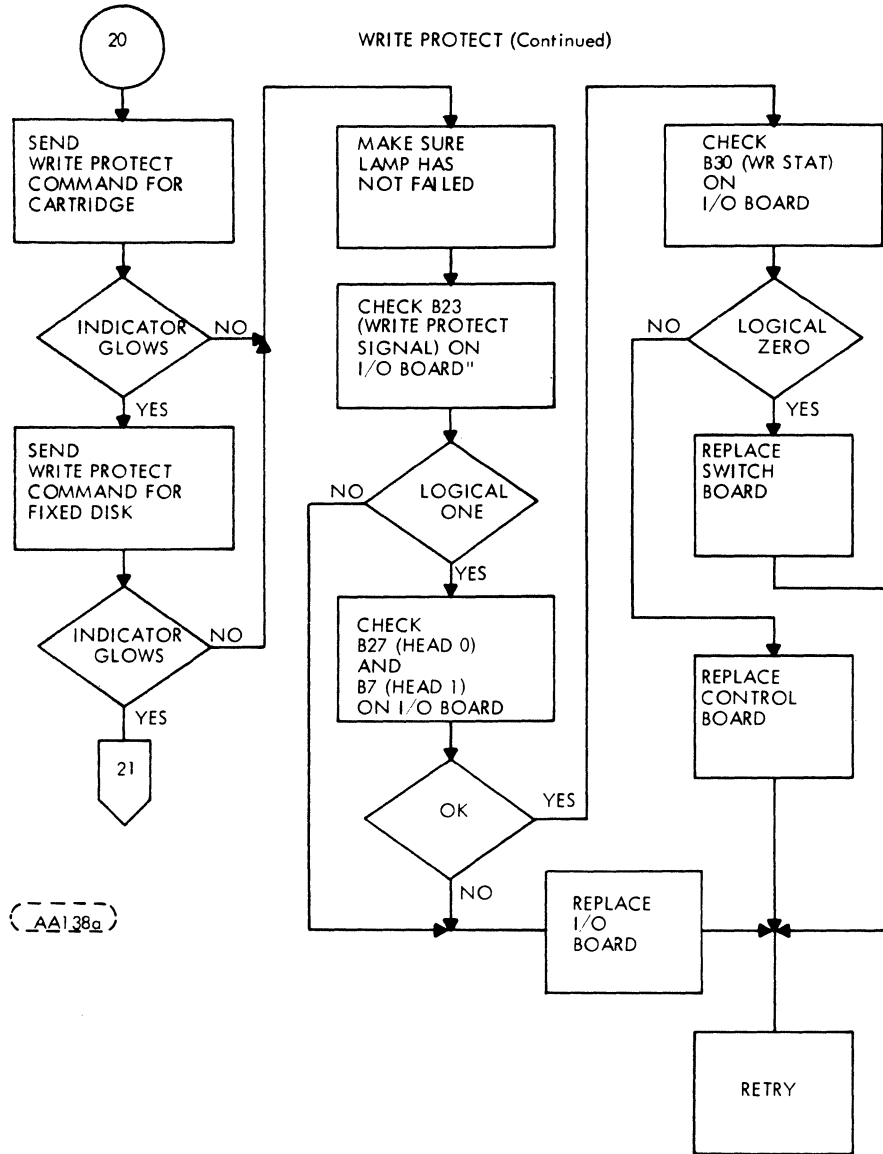 WRITE PROTECT (Continued)
20
SEND
WRITE PROTECT
COMMAND FOR
CARTRIDGE
INDICATOR
GLOWS
NO
YES
SEND
WRITE PROTECT
COMMAND FOR
FIXED DISK
INDICATOR
GLOWS
NO
YES
21
AA138a
MAKE SURE
LAMP HAS
NOT FAILED
CHECK B23
(WRITE PROTECT
SIGNAL) ON
I/O BOARD"
NO
LOGICAL
ONE
YES
CHECK
B27 (HEAD 0)
AND
B7 (HEAD 1)
ON I/O BOARD
OK
YES
NO
REPLACE
I/O
BOARD
CHECK
B30 (WR STAT)
ON
I/O BOARD
NO
LOGICAL
ZERO
YES
REPLACE
SWITCH
BOARD
REPLACE
CONTROL
BOARD
RETRY